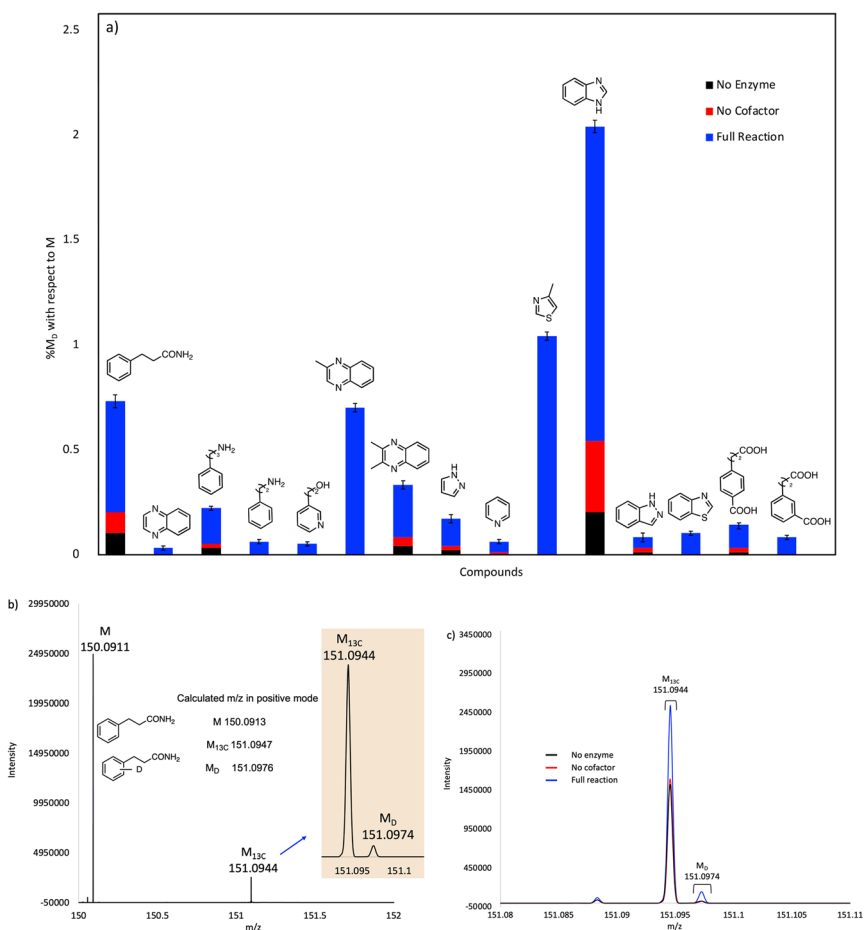 a)
2.5
2
1.5
1
0.5
0
%M_D with respect to M
Compounds
No Enzyme
No Cofactor
Full Reaction
CONH₂
N
N
NH₂
3
NH₂
2
OH
2
N
N
N
N
N
H
N
N
N
N
S
N
N
H
H
N
N
N
S
COOH
2
COOH
COOH
2
COOH
b)
29950000
24950000
19950000
14950000
9950000
4950000
-50000
Intensity
150
150.5
151
151.5
152
m/z
M
150.0911
CONH₂
CONH₂
D
Calculated m/z in positive mode
M 150.0913
M₁₃C 151.0947
M_D 151.0976
M₁₃C
151.0944
M₁₃C
151.0944
M_D
151.0974
151.095
151.1
c)
3450000
2950000
2450000
1950000
1450000
950000
450000
-50000
Intensity
151.08
151.085
151.09
151.095
151.1
151.105
151.11
m/z
M₁₃C
151.0944
M_D
151.0974
No enzyme
No cofactor
Full reaction